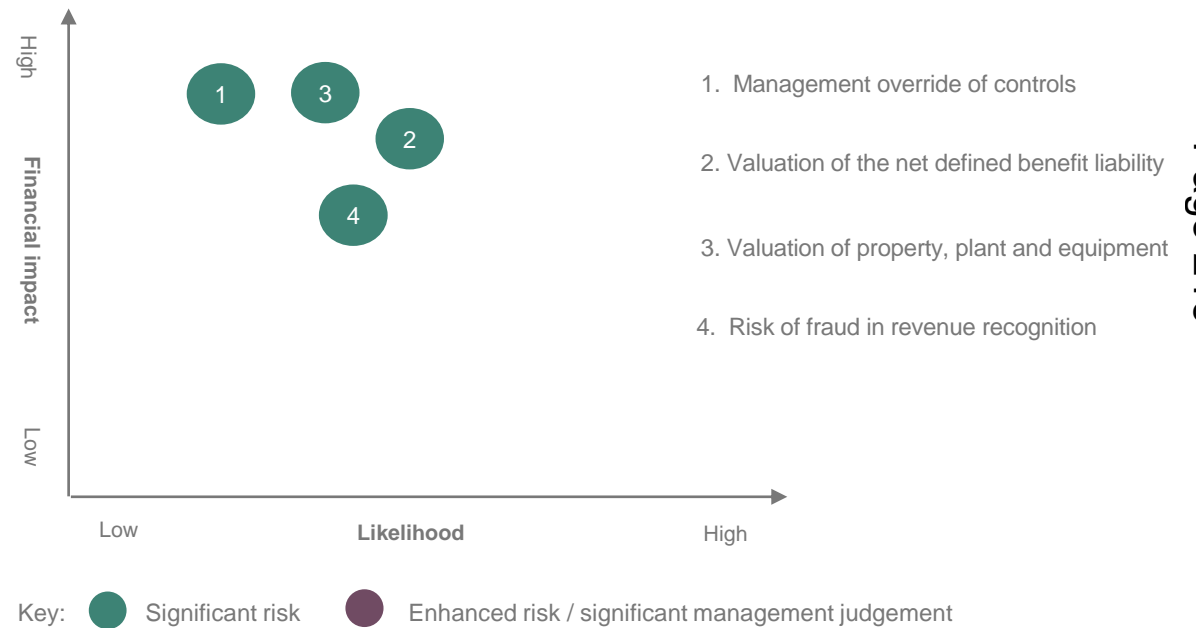 High
1
3
2
4
Financial impact
Low
Low
Likelihood
High
1. Management override of controls
2. Valuation of the net defined benefit liability
3. Valuation of property, plant and equipment
4. Risk of fraud in revenue recognition
Key:
Significant risk
Enhanced risk / significant management judgement